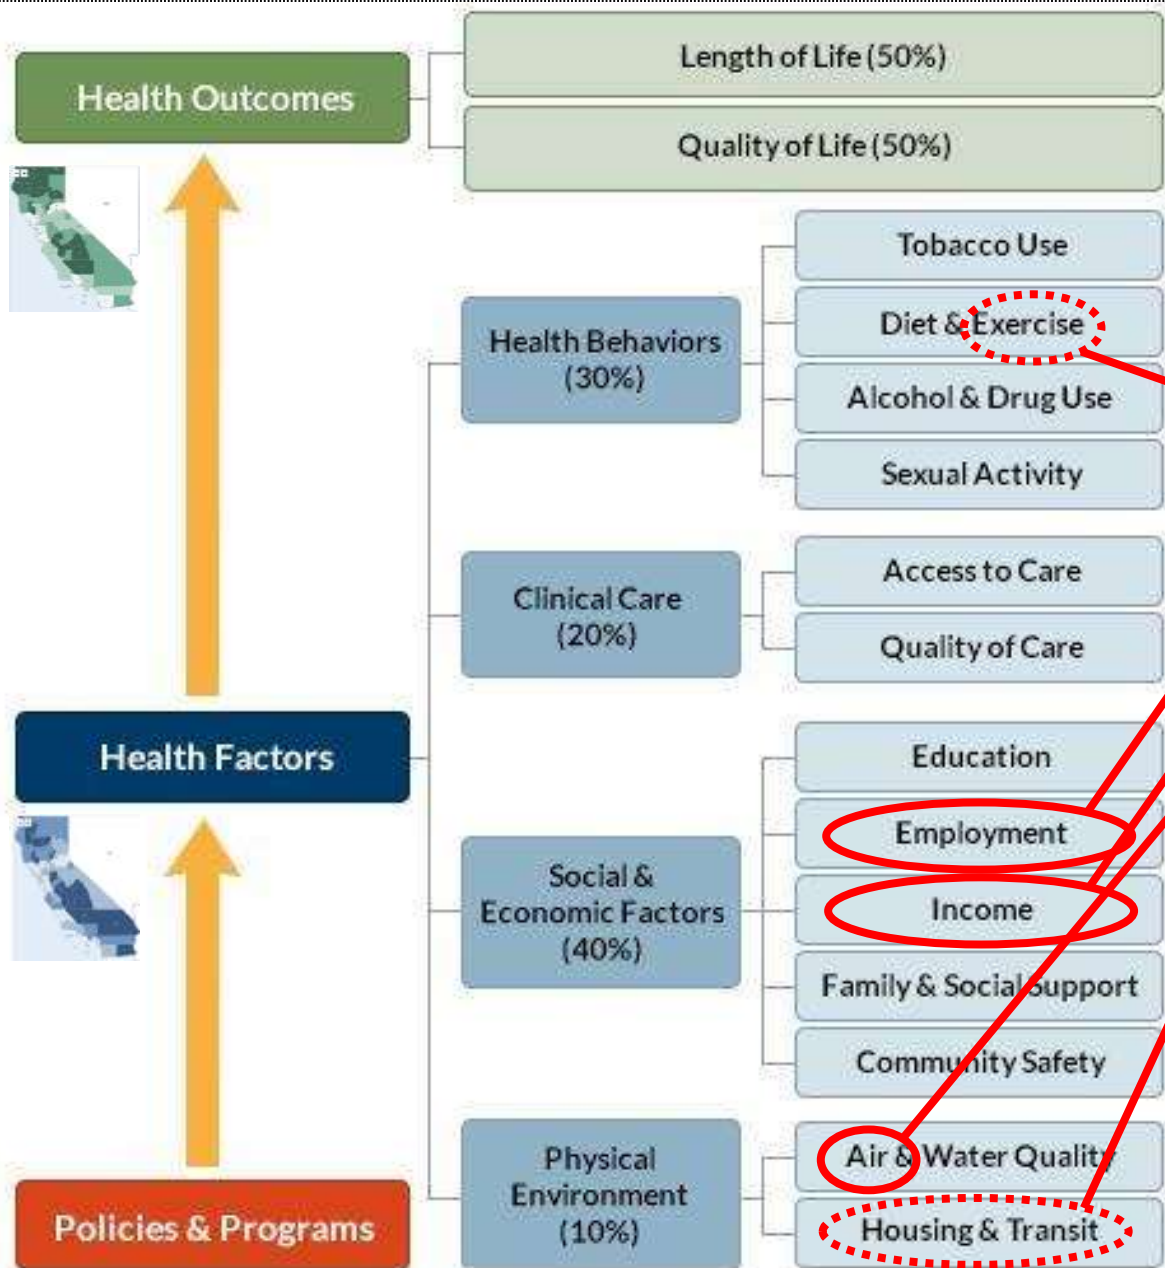 Health Outcomes
Length of Life (50%)
Quality of Life (50%)
Health Behaviors
(30%)
Tobacco Use
Diet & Exercise
Alcohol & Drug Use
Sexual Activity
Clinical Care
(20%)
Access to Care
Quality of Care
Health Factors
Social &
Economic Factors
(40%)
Education
Employment
Income
Family & Social Support
Community Safety
Physical
Environment
(10%)
Air & Water Quality
Housing & Transit
Policies & Programs